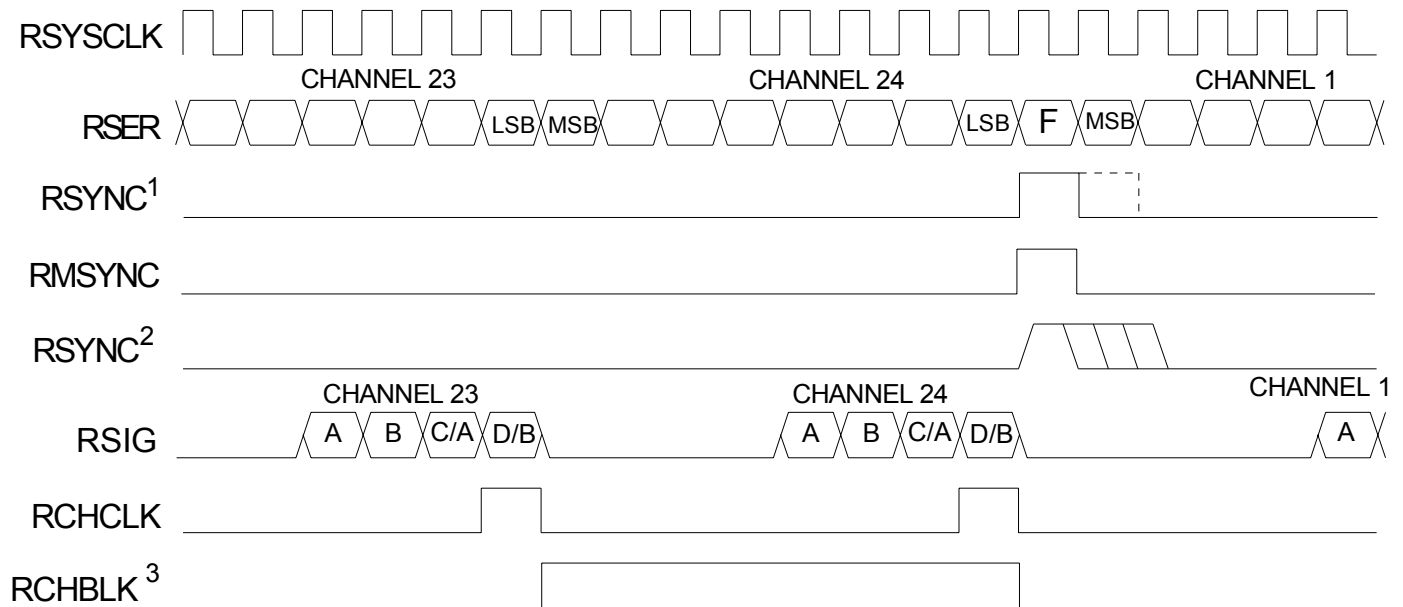 RSYSCLK
CHANNEL 23 CHANNEL 24 CHANNEL 1
RSER LSB MSB LSB F MSB
RSYNC1
RMSYNC
RSYNC2
CHANNEL 23 CHANNEL 24 CHANNEL 1
RSIG A B C/A D/B A B C/A D/B A
RCHCLK
RCHBLK 3